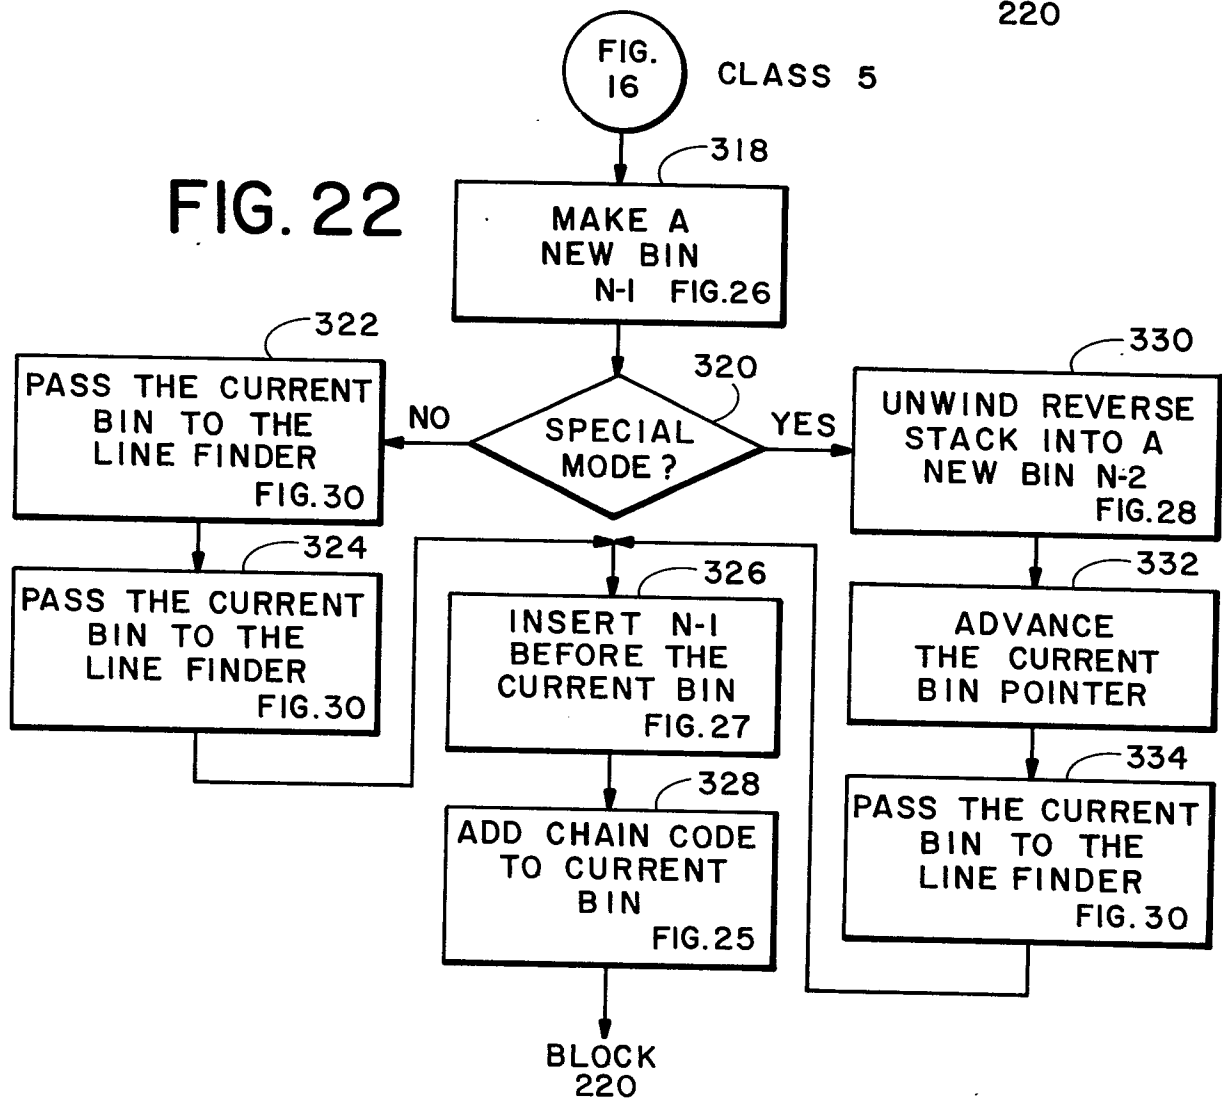 220
FIG.
16
CLASS 5
FIG. 22
318
MAKE A
NEW BIN
N-1 FIG.26
320
SPECIAL
MODE?
NO
YES
322
PASS THE CURRENT
BIN TO THE
LINE FINDER
FIG.30
324
PASS THE CURRENT
BIN TO THE
LINE FINDER
FIG.30
330
UNWIND REVERSE
STACK INTO A
NEW BIN N-2
FIG.28
332
ADVANCE
THE CURRENT
BIN POINTER
334
PASS THE CURRENT
BIN TO THE
LINE FINDER
FIG.30
326
INSERT N-1
BEFORE THE
CURRENT BIN
FIG.27
328
ADD CHAIN CODE
TO CURRENT
BIN
FIG.25
BLOCK
220